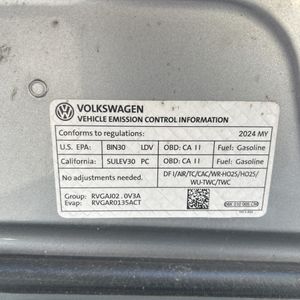 VOLKSWAGEN
VEHICLE EMISSION CONTROL INFORMATION
Conforms to regulations: 2024 MY
U.S. EPA: BIN30 LDV OBD: CA II Fuel: Gasoline
California: SULEV30 PC OBD: CA II Fuel: Gasoline
No adjustments needed. DFI/AIR/TC/CAC/WR-HO2S/HO2S/
WU-TWC/TWC
Group: RVGAJ02.0V3A
Evap: RVGAR0135ACT